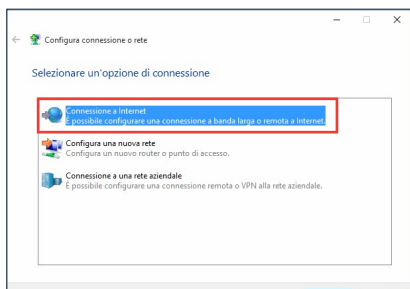 Configura connessione o rete
Selezionare un'opzione di connessione
Connessione a Internet
È possibile configurare una connessione a banda larga o remota a Internet.
Configura una nuova rete
Configura un nuovo router o punto di accesso.
Connessione a una rete aziendale
È possibile configurare una connessione remota o VPN alla rete aziendale.